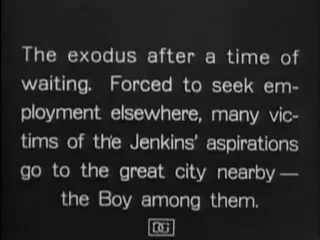 The exodus after a time of
waiting. Forced to seek em-
ployment elsewhere, many vic-
tims of the Jenkins' aspirations
go to the great city nearby —
the Boy among them.
DG